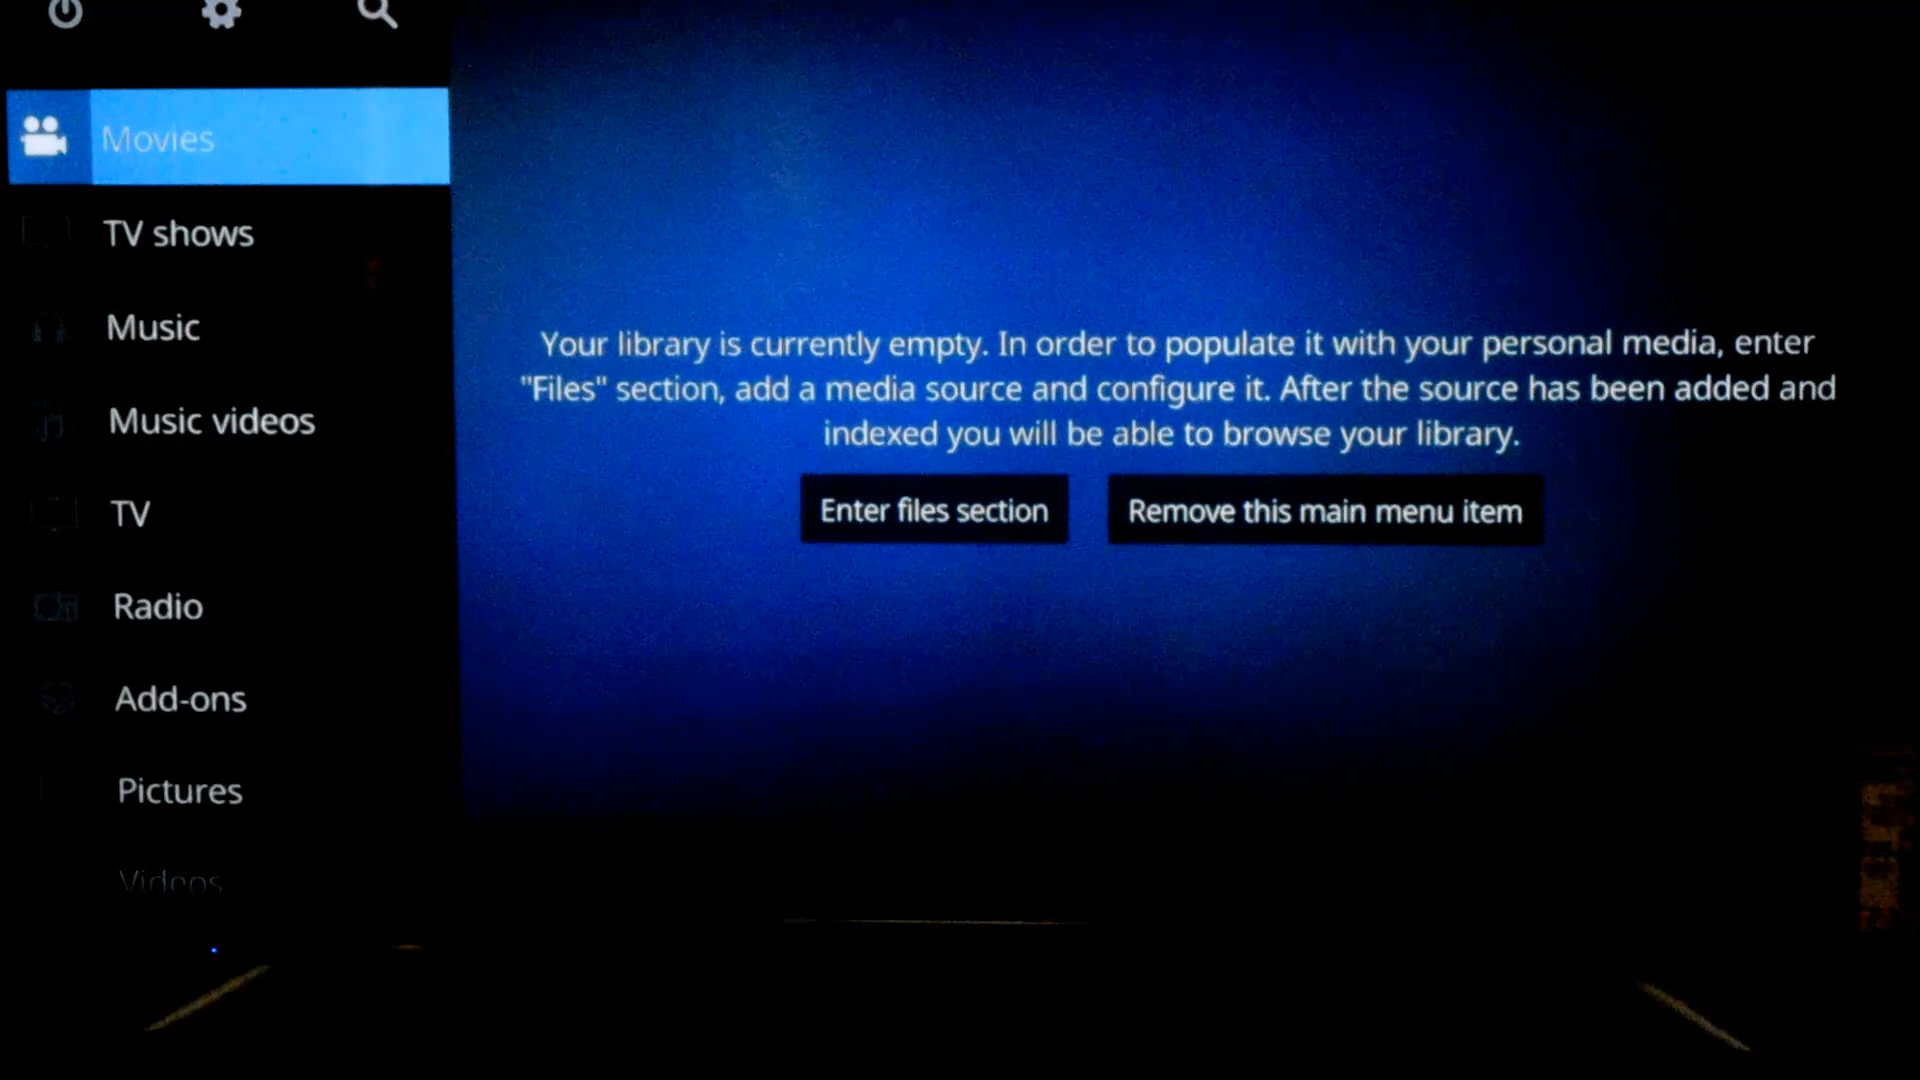 Movies
TV shows
Music
Music videos
TV
Radio
Add-ons
Pictures
Videos
Your library is currently empty. In order to populate it with your personal media, enter
"Files" section, add a media source and configure it. After the source has been added and
indexed you will be able to browse your library.
Enter files section
Remove this main menu item